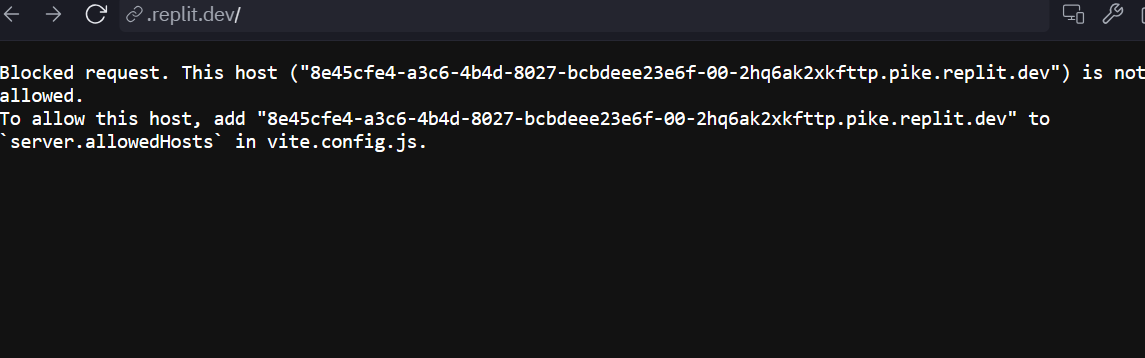 .replit.dev/
Blocked request. This host ("8e45cfe4-a3c6-4b4d-8027-bcbdeee23e6f-00-2hq6ak2xkfttp.pike.replit.dev") is not
allowed.
To allow this host, add "8e45cfe4-a3c6-4b4d-8027-bcbdeee23e6f-00-2hq6ak2xkfttp.pike.replit.dev" to
`server.allowedHosts` in vite.config.js.